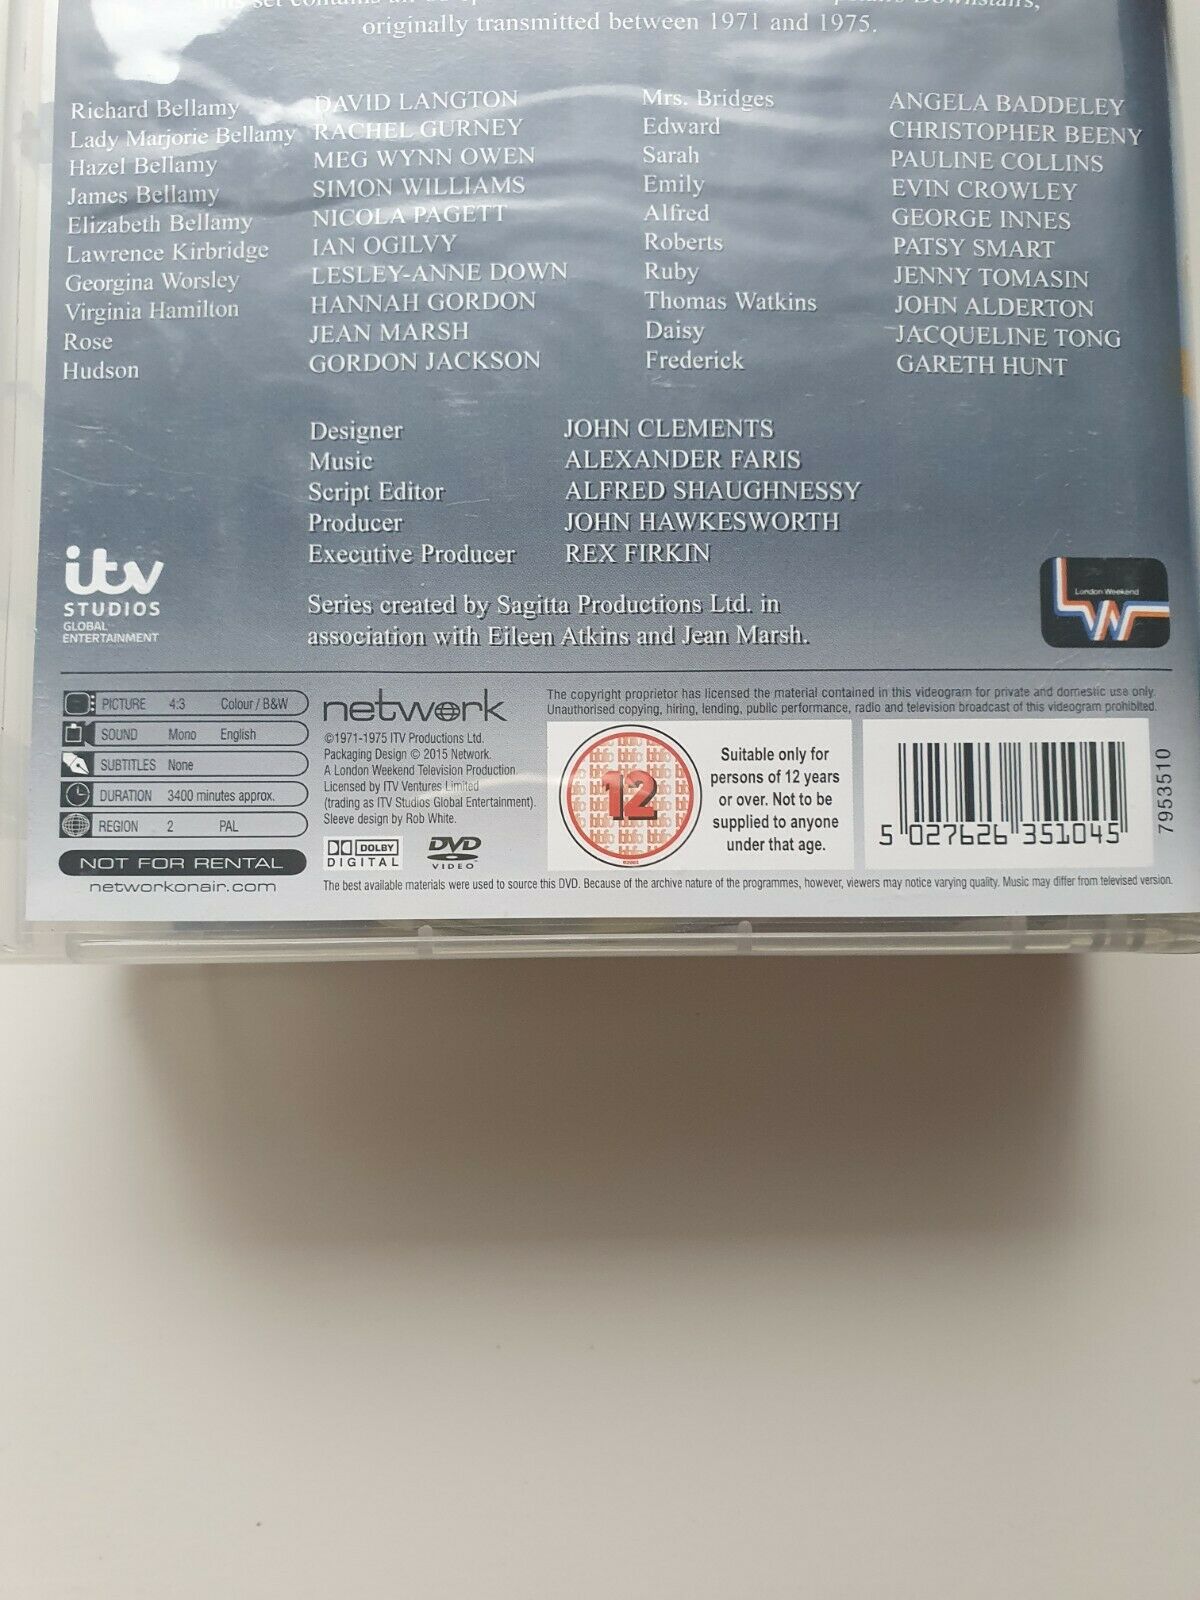 This set contains all
Downstairs,
originally transmitted between 1971 and 1975.
Richard Bellamy DAVID LANGTON Mrs. Bridges ANGELA BADDELEY
Lady Marjorie Bellamy RACHEL GURNEY Edward CHRISTOPHER BEENY
Hazel Bellamy MEG WYNN OWEN Sarah PAULINE COLLINS
James Bellamy SIMON WILLIAMS Emily EVIN CROWLEY
Elizabeth Bellamy NICOLA PAGETT Alfred GEORGE INNES
Lawrence Kirbridge IAN OGILVY Roberts PATSY SMART
Georgina Worsley LESLEY-ANNE DOWN Ruby JENNY TOMASIN
Virginia Hamilton HANNAH GORDON Thomas Watkins JOHN ALDERTON
Rose JEAN MARSH Daisy JACQUELINE TONG
Hudson GORDON JACKSON Frederick GARETH HUNT
Designer JOHN CLEMENTS
Music ALEXANDER FARIS
Script Editor ALFRED SHAUGHNESSY
Producer JOHN HAWKESWORTH
Executive Producer REX FIRKIN
Series created by Sagitta Productions Ltd. in
association with Eileen Atkins and Jean Marsh.
itv
STUDIOS
GLOBAL
ENTERTAINMENT
London Weekend
PICTURE 4:3 Colour / B&W
SOUND Mono English
SUBTITLES None
DURATION 3400 minutes approx.
REGION 2 PAL
NOT FOR RENTAL
networkonair.com
network
©1971-1975 ITV Productions Ltd.
Packaging Design © 2015 Network.
A London Weekend Television Production.
Licensed by ITV Ventures Limited
(trading as ITV Studios Global Entertainment).
Sleeve design by Rob White.
DOLBY
DIGITAL
DVD
VIDEO
The copyright proprietor has licensed the material contained in this videogram for private and domestic use only.
Unauthorised copying, hiring, lending, public performance, radio and television broadcast of this videogram prohibited.
12
Suitable only for
persons of 12 years
or over. Not to be
supplied to anyone
under that age.
5 027626 351045
7953510
The best available materials were used to source this DVD. Because of the archive nature of the programmes, however, viewers may notice varying quality. Music may differ from televised version.